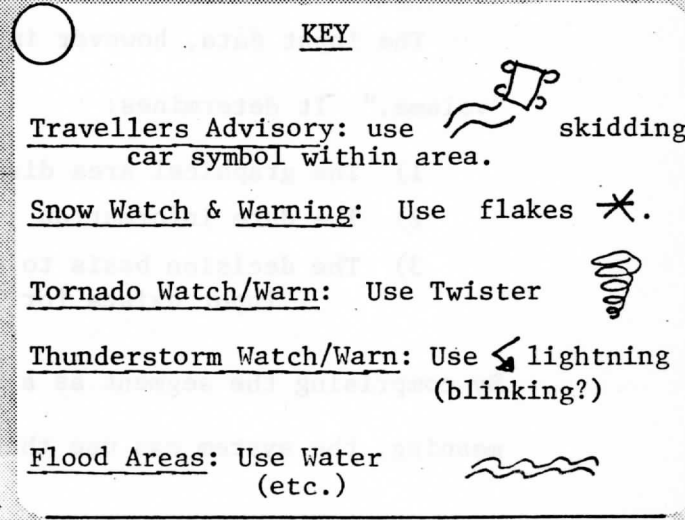 KEY
Travellers Advisory: use skidding
car symbol within area.
Snow Watch & Warning: Use flakes .
Tornado Watch/Warn: Use Twister
Thunderstorm Watch/Warn: Use lightning
(blinking?)
Flood Areas: Use Water
(etc.)